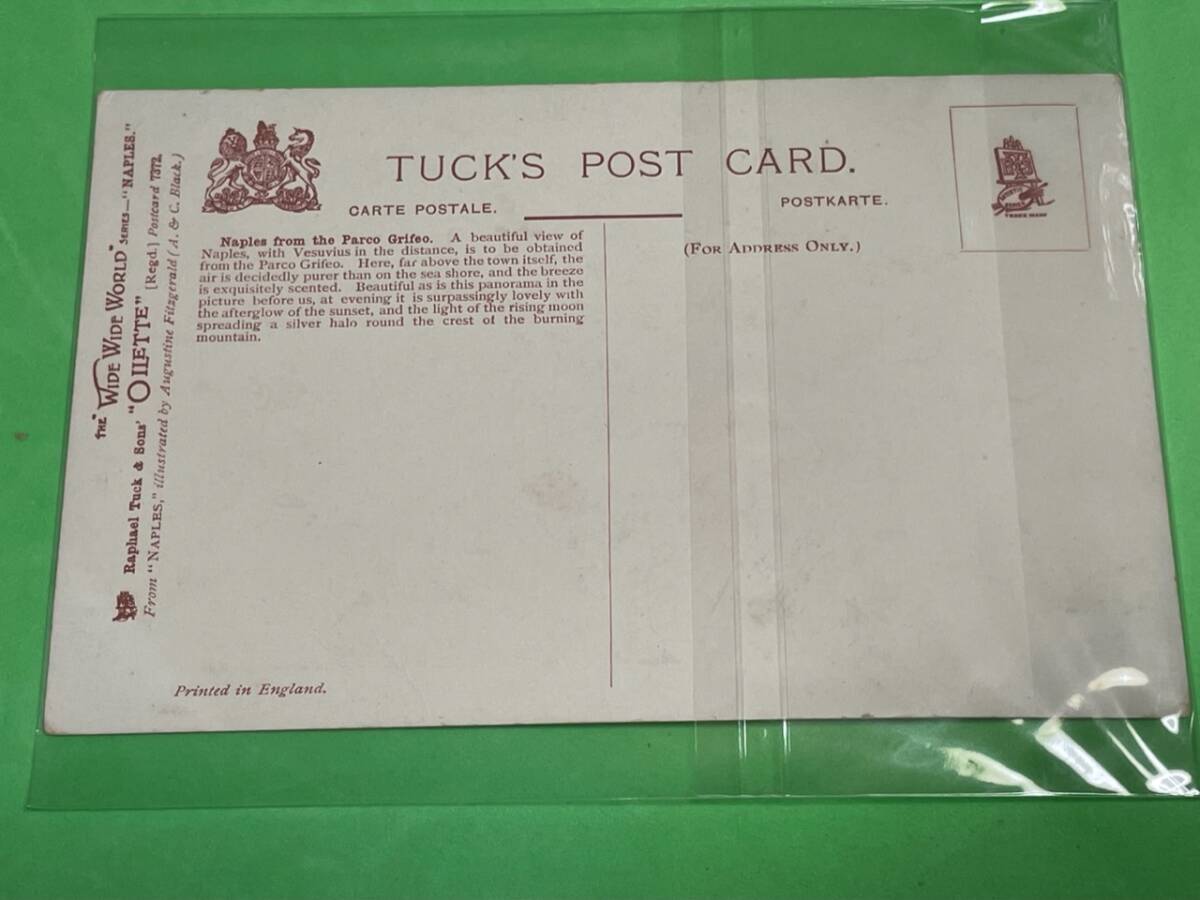 TUCK'S POST CARD.
CARTE POSTALE.
POSTKARTE.
(FOR ADDRESS ONLY.)
Naples from the Parco Grifeo. A beautiful view of
Naples, with Vesuvius in the distance, is to be obtained
from the Parco Grifeo. Here, far above the town itself, the
air is decidedly purer than on the sea shore, and the breeze
is exquisitely scented. Beautiful as is this panorama in the
picture before us, at evening it is surpassingly lovely with
the afterglow of the sunset, and the light of the rising moon
spreading a silver halo round the crest of the burning
mountain.
THE "WIDE WIDE WORLD" SERIES—"NAPLES."
Raphael Tuck & Sons' "OILETTE" [Regd.] Postcard 7372.
From "NAPLES," illustrated by Augustine Fitzgerald (A. & C. Black.)
Printed in England.
TRADE MARK